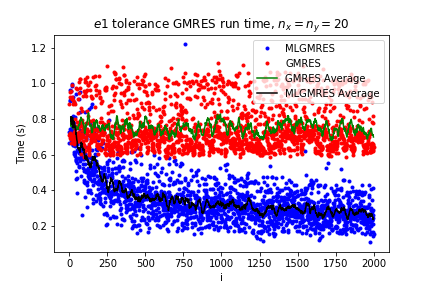 e1 tolerance GMRES run time, nₓ = nᵧ = 20
MLGMRES
GMRES
GMRES Average
MLGMRES Average
Time (s)
1.2
1.0
0.8
0.6
0.4
0.2
0 250 500 750 1000 1250 1500 1750 2000
i